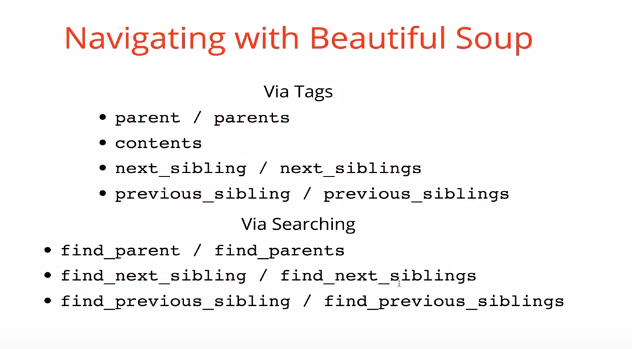 Navigating with Beautiful Soup
Via Tags
• parent / parents
• contents
• next_sibling / next_siblings
• previous_sibling / previous_siblings
Via Searching
• find_parent / find_parents
• find_next_sibling / find_next_siblings
• find_previous_sibling / find_previous_siblings